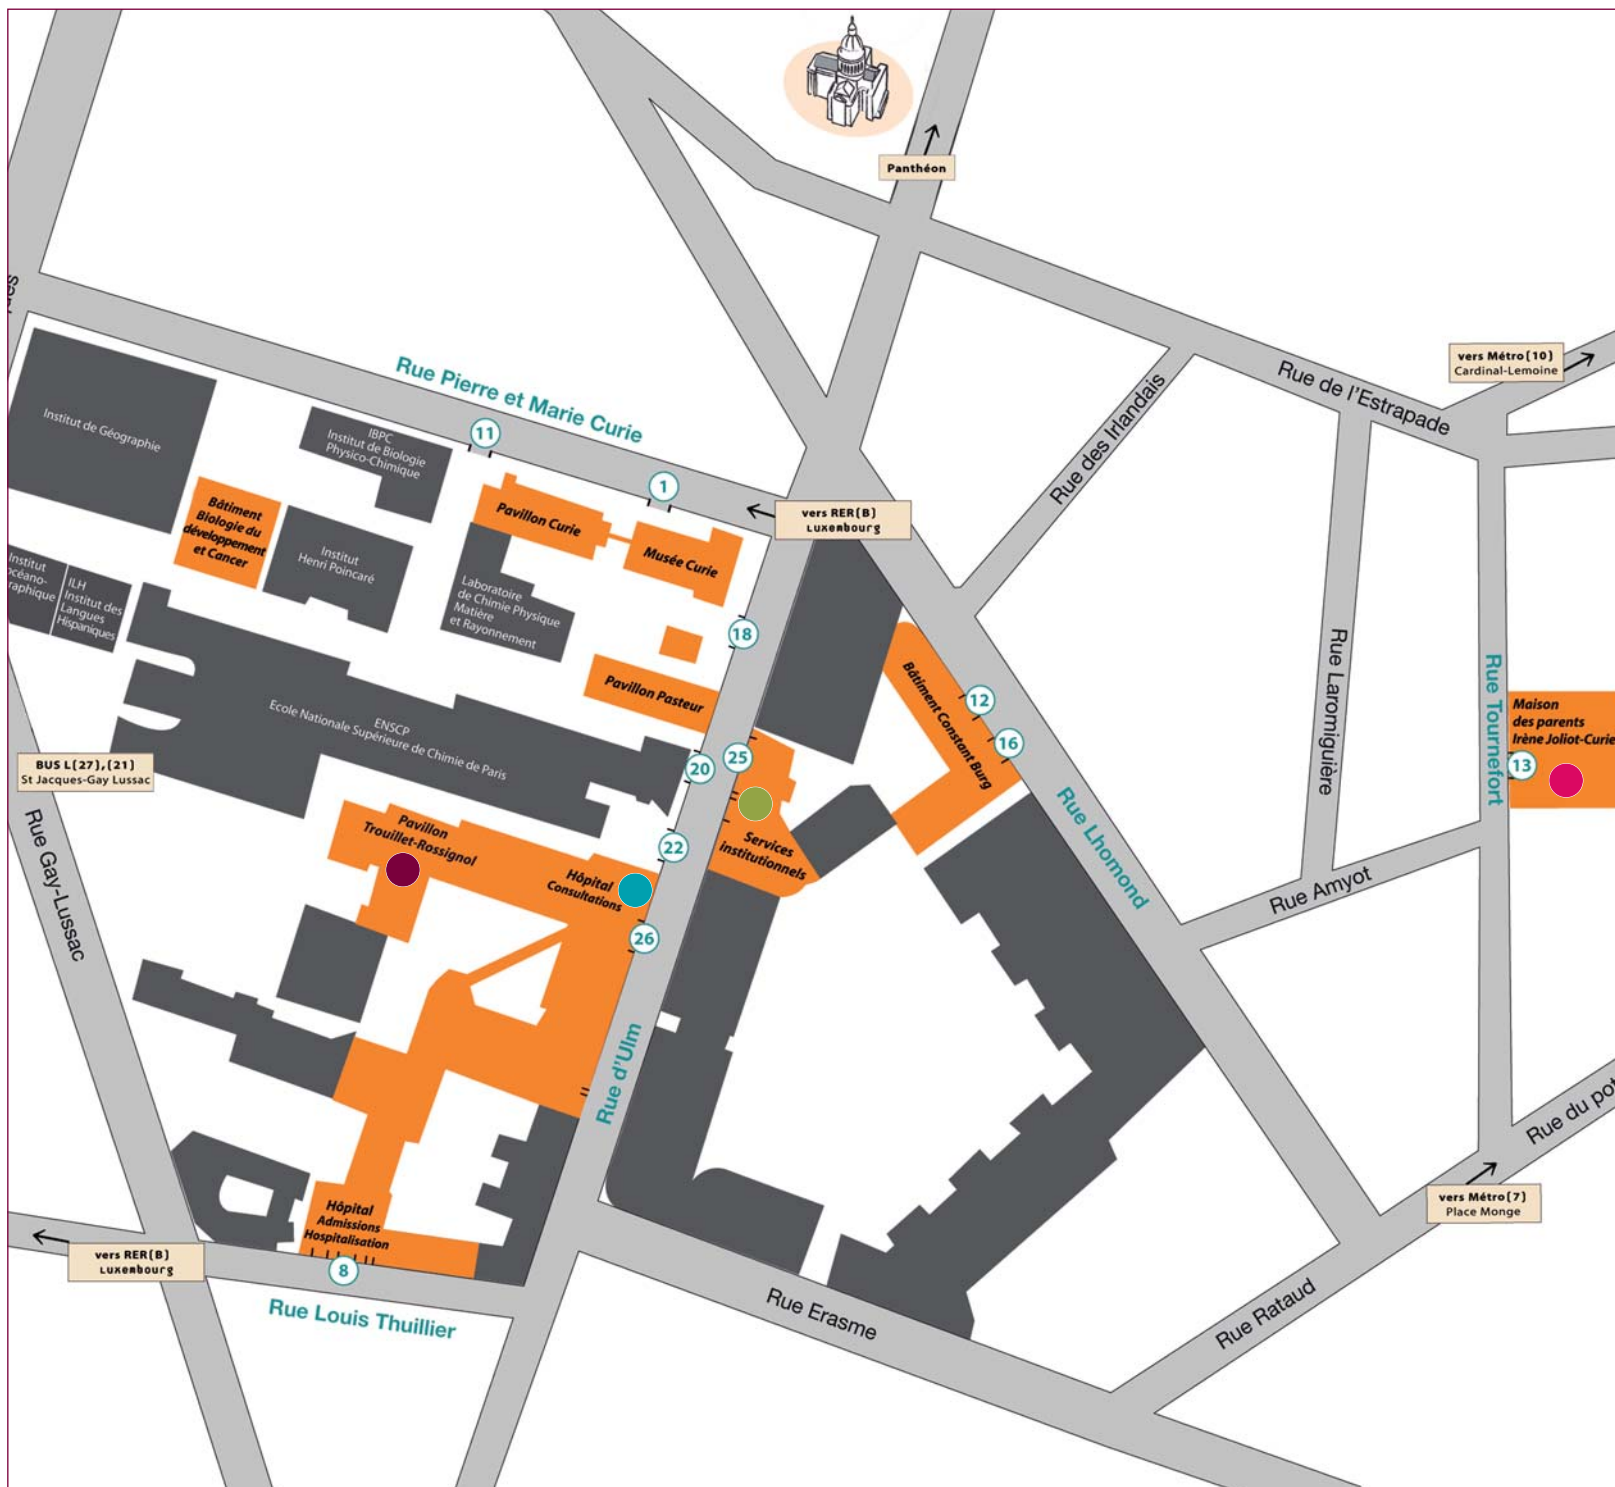 Panthéon
vers Métro (10)
Cardinal-Lemoine
Rue de l'Estrapade
Rue Pierre et Marie Curie
Rue des Irlandais
Institut de Géographie
IBPC
Institut de Biologie
Physico-Chimique
11
1
vers RER (B)
Luxembourg
Bâtiment
Biologie du
développement
et Cancer
Institut
Henri Poincaré
Pavillon Curie
Musée Curie
Laboratoire
de Chimie Physique
Matière
et Rayonnement
Institut
ILH
Institut des
Langues
Hispaniques
18
Pavillon Pasteur
Bâtiment Constant Burg
12
16
Rue Laromiguière
Rue Tournefort
Maison
des parents
Irène Joliot-Curie
13
ENSCP
Ecole Nationale Supérieure de Chimie de Paris
20
25
BUS L (27), (21)
St Jacques-Gay Lussac
Rue Gay-Lussac
Pavillon
Trouillet-Rossignol
22
Services
institutionnels
Hôpital
Consultations
26
Rue Lhomond
Rue Amyot
Rue d'Ulm
Rue du pot
vers Métro (7)
Place Monge
Hôpital
Admissions
Hospitalisation
8
vers RER (B)
Luxembourg
Rue Louis Thuillier
Rue Erasme
Rue Rataud